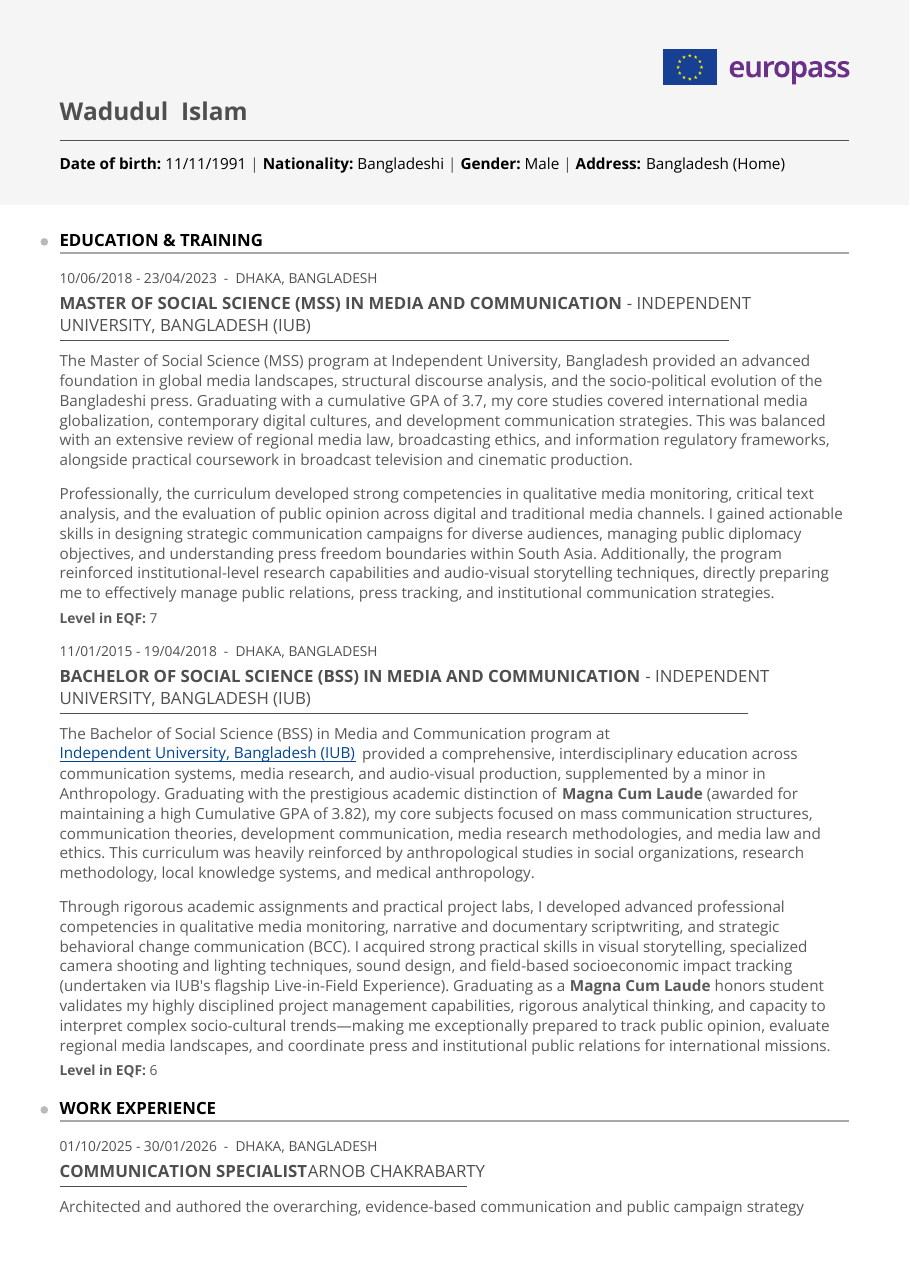 europass
Wadudul Islam
Date of birth: 11/11/1991 | Nationality: Bangladeshi | Gender: Male | Address: Bangladesh (Home)
EDUCATION & TRAINING
10/06/2018 - 23/04/2023 - DHAKA, BANGLADESH
MASTER OF SOCIAL SCIENCE (MSS) IN MEDIA AND COMMUNICATION - INDEPENDENT
UNIVERSITY, BANGLADESH (IUB)
The Master of Social Science (MSS) program at Independent University, Bangladesh provided an advanced
foundation in global media landscapes, structural discourse analysis, and the socio-political evolution of the
Bangladeshi press. Graduating with a cumulative GPA of 3.7, my core studies covered international media
globalization, contemporary digital cultures, and development communication strategies. This was balanced
with an extensive review of regional media law, broadcasting ethics, and information regulatory frameworks,
alongside practical coursework in broadcast television and cinematic production.
Professionally, the curriculum developed strong competencies in qualitative media monitoring, critical text
analysis, and the evaluation of public opinion across digital and traditional media channels. I gained actionable
skills in designing strategic communication campaigns for diverse audiences, managing public diplomacy
objectives, and understanding press freedom boundaries within South Asia. Additionally, the program
reinforced institutional-level research capabilities and audio-visual storytelling techniques, directly preparing
me to effectively manage public relations, press tracking, and institutional communication strategies.
Level in EQF: 7
11/01/2015 - 19/04/2018 - DHAKA, BANGLADESH
BACHELOR OF SOCIAL SCIENCE (BSS) IN MEDIA AND COMMUNICATION - INDEPENDENT
UNIVERSITY, BANGLADESH (IUB)
The Bachelor of Social Science (BSS) in Media and Communication program at
Independent University, Bangladesh (IUB) provided a comprehensive, interdisciplinary education across
communication systems, media research, and audio-visual production, supplemented by a minor in
Anthropology. Graduating with the prestigious academic distinction of Magna Cum Laude (awarded for
maintaining a high Cumulative GPA of 3.82), my core subjects focused on mass communication structures,
communication theories, development communication, media research methodologies, and media law and
ethics. This curriculum was heavily reinforced by anthropological studies in social organizations, research
methodology, local knowledge systems, and medical anthropology.
Through rigorous academic assignments and practical project labs, I developed advanced professional
competencies in qualitative media monitoring, narrative and documentary scriptwriting, and strategic
behavioral change communication (BCC). I acquired strong practical skills in visual storytelling, specialized
camera shooting and lighting techniques, sound design, and field-based socioeconomic impact tracking
(undertaken via IUB's flagship Live-in-Field Experience). Graduating as a Magna Cum Laude honors student
validates my highly disciplined project management capabilities, rigorous analytical thinking, and capacity to
interpret complex socio-cultural trends—making me exceptionally prepared to track public opinion, evaluate
regional media landscapes, and coordinate press and institutional public relations for international missions.
Level in EQF: 6
WORK EXPERIENCE
01/10/2025 - 30/01/2026 - DHAKA, BANGLADESH
COMMUNICATION SPECIALISTARNOB CHAKRABARTY
Architected and authored the overarching, evidence-based communication and public campaign strategy